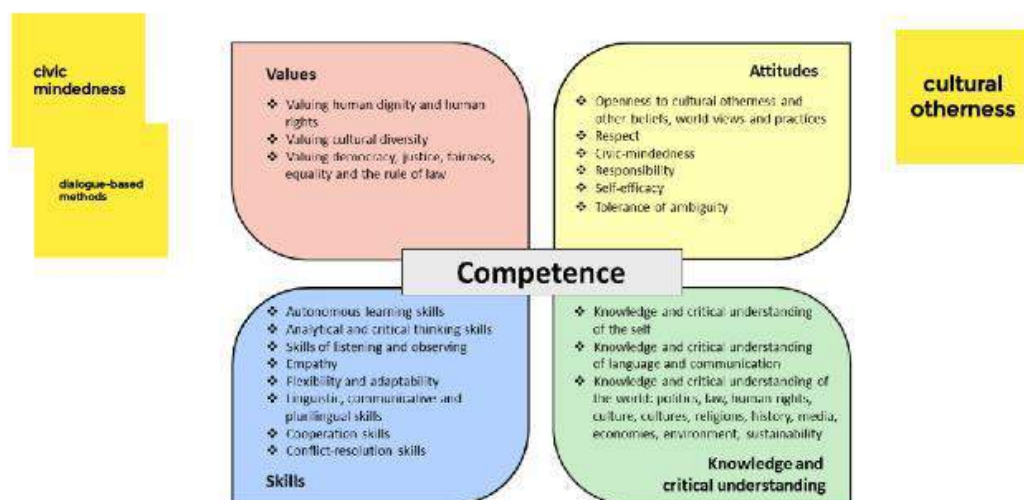 civic
mindedness
dialogue-based
methods
Values
❖ Valuing human dignity and human
rights
❖ Valuing cultural diversity
❖ Valuing democracy, justice, fairness,
equality and the rule of law
Attitudes
❖ Openness to cultural otherness and
other beliefs, world views and practices
❖ Respect
❖ Civic-mindedness
❖ Responsibility
❖ Self-efficacy
❖ Tolerance of ambiguity
cultural
otherness
Competence
❖ Autonomous learning skills
❖ Analytical and critical thinking skills
❖ Skills of listening and observing
❖ Empathy
❖ Flexibility and adaptability
❖ Linguistic, communicative and
plurilingual skills
❖ Cooperation skills
❖ Conflict-resolution skills
Skills
❖ Knowledge and critical understanding
of the self
❖ Knowledge and critical understanding
of language and communication
❖ Knowledge and critical understanding of
the world: politics, law, human rights,
culture, cultures, religions, history, media,
economies, environment, sustainability
Knowledge and
critical understanding